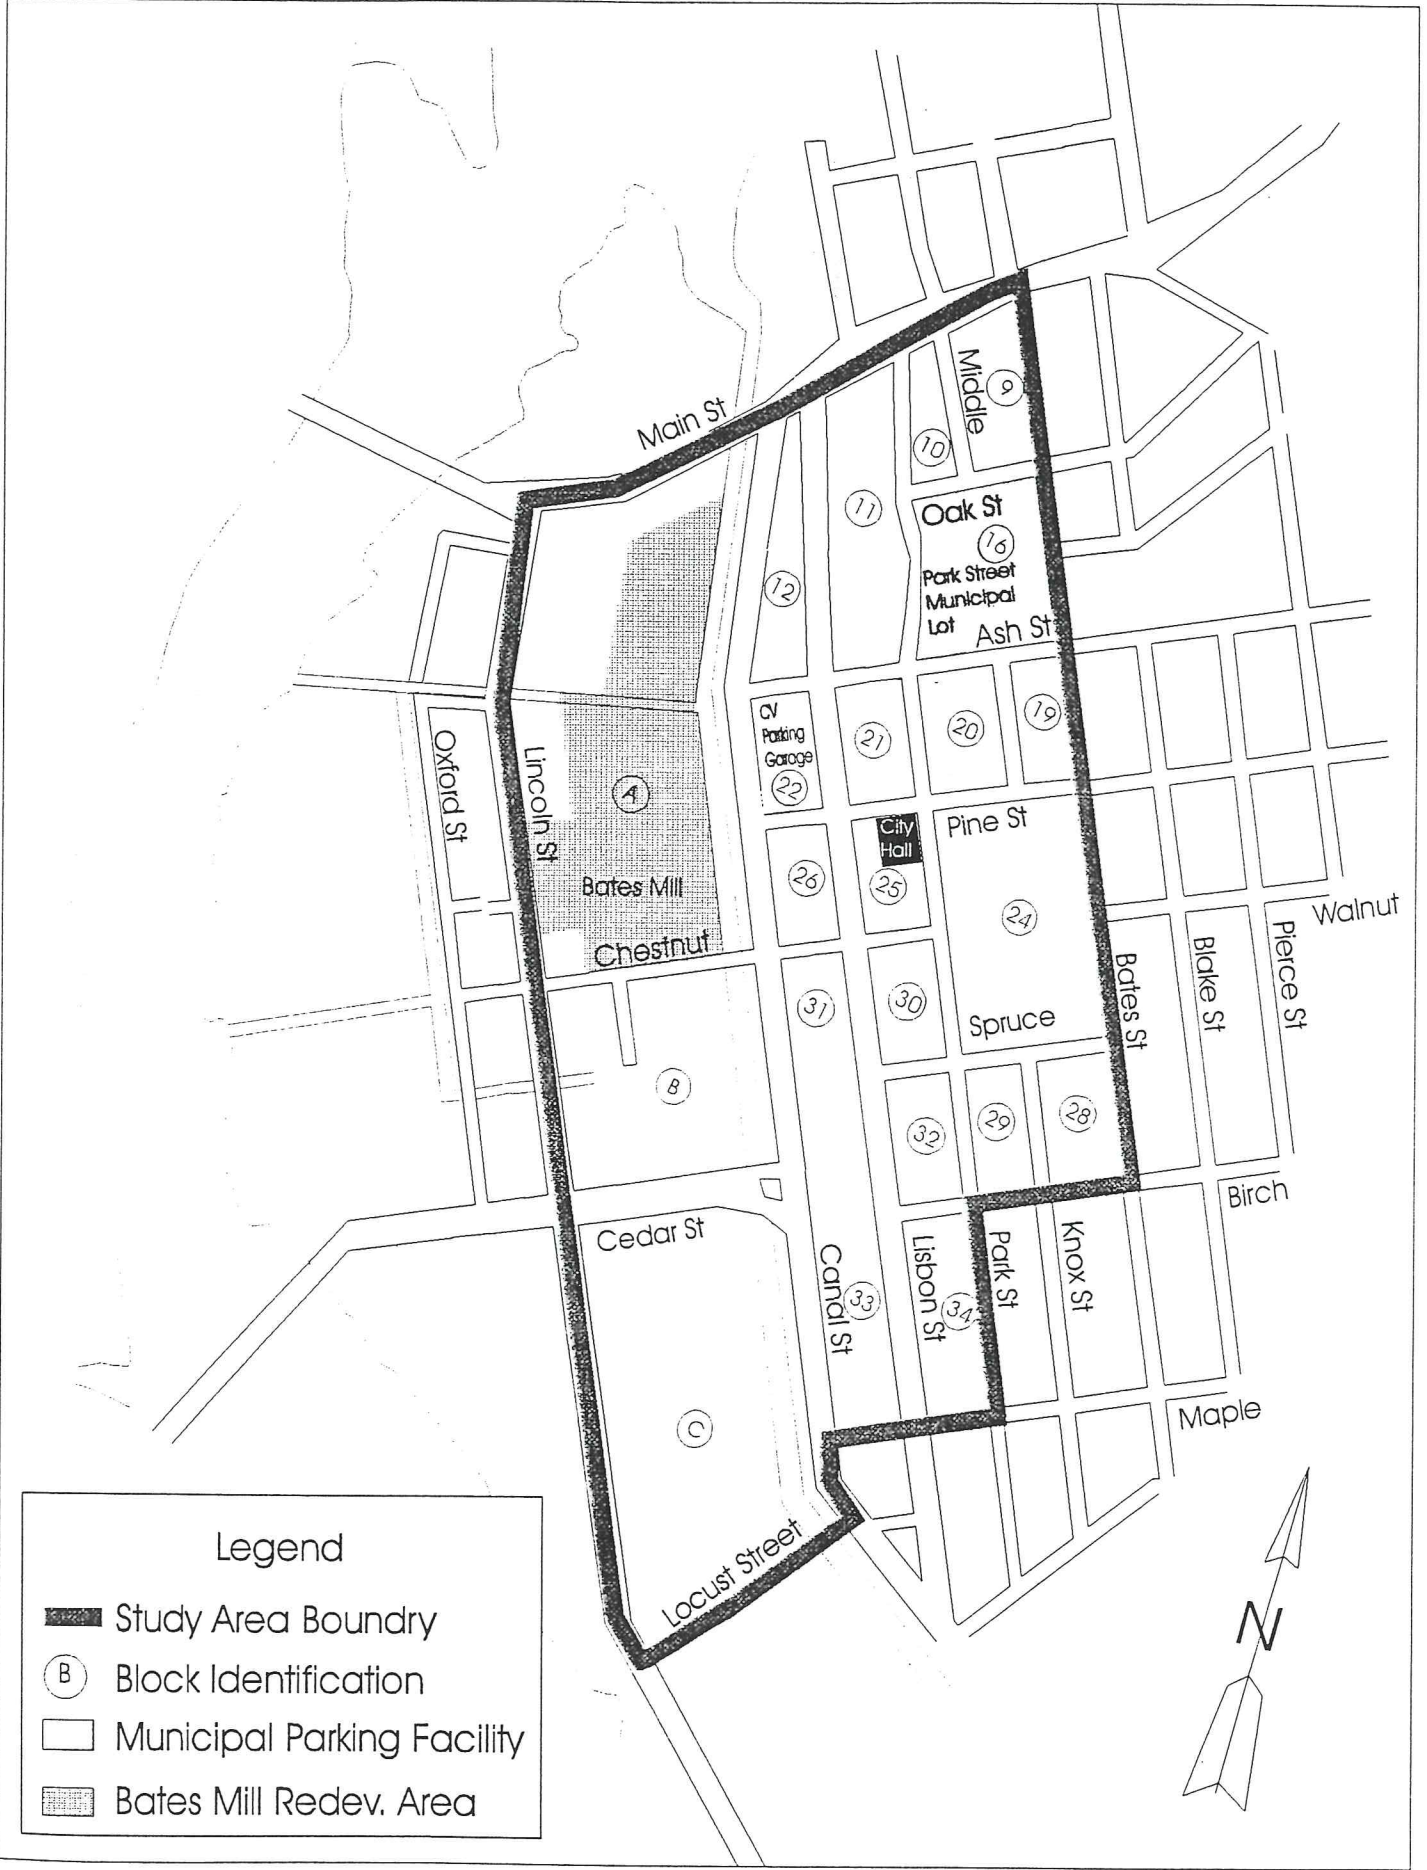 Main St
Middle
9
10
11
Oak St
16
Park Street
Municipal
Lot
Ash St
12
CV
Parking
Garage
22
21
20
19
Oxford St
Lincoln St
A
Bates Mill
Chestnut
City
Hall
25
26
Pine St
24
Walnut
Bates St
Blake St
Pierce St
31
30
Spruce
B
32
29
28
Birch
Cedar St
Canal St
33
Lisbon St
34
Park St
Knox St
Maple
C
Locust Street
N
Legend
Study Area Boundry
B Block Identification
Municipal Parking Facility
Bates Mill Redev. Area